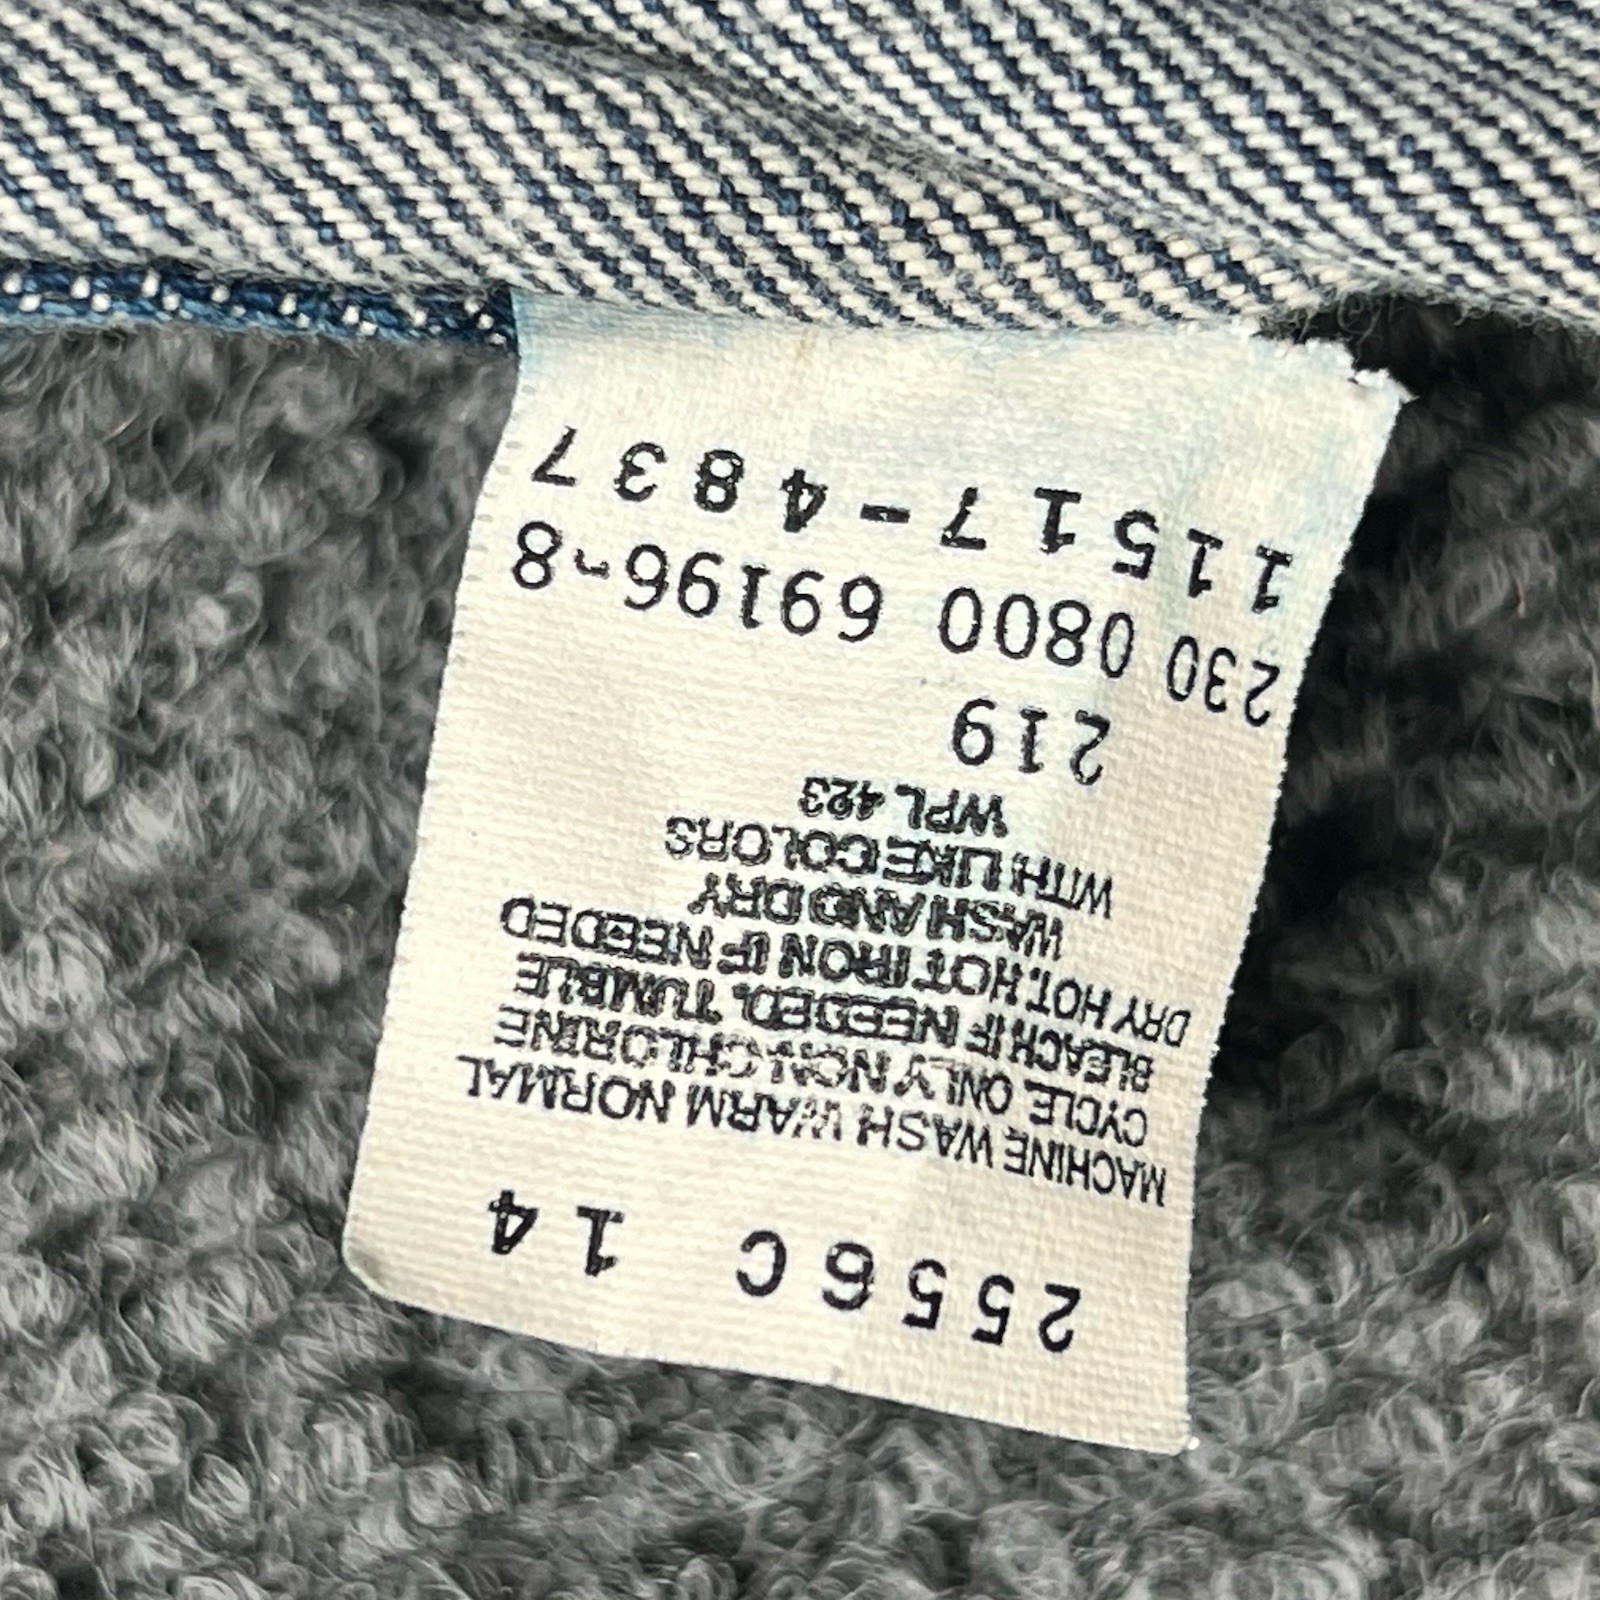 2556C 14
MACHINE WASH WARM NORMAL
CYCLE. ONLY NON-CHLORINE
BLEACH IF NEEDED. TUMBLE
DRY HOT. HOT IRON IF NEEDED
WASH AND DRY
WITH LIKE COLORS
WPL 423
219
230 0800 69196-8
11517-4837